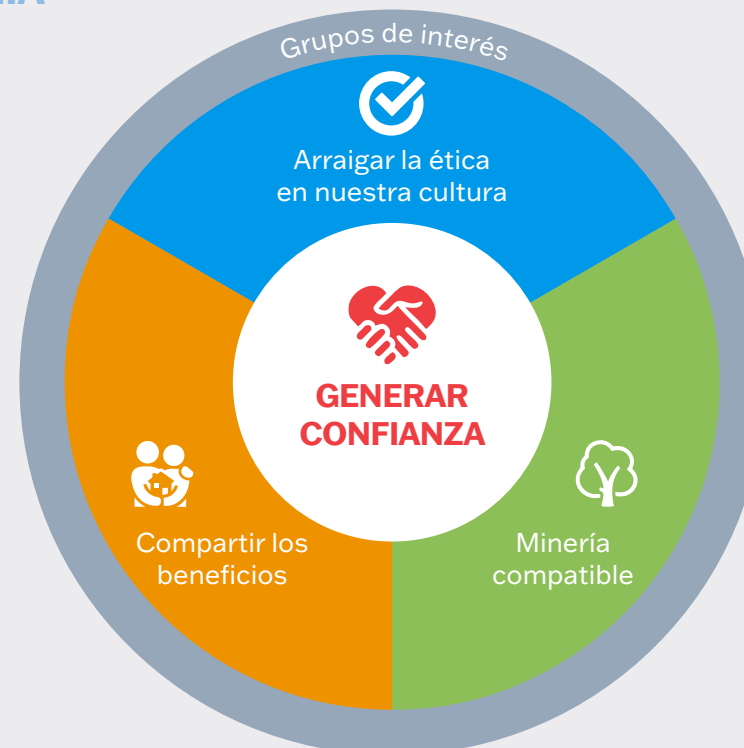 Grupos de interés
Arraigar la ética
en nuestra cultura
GENERAR
CONFIANZA
Compartir los
beneficios
Minería
compatible